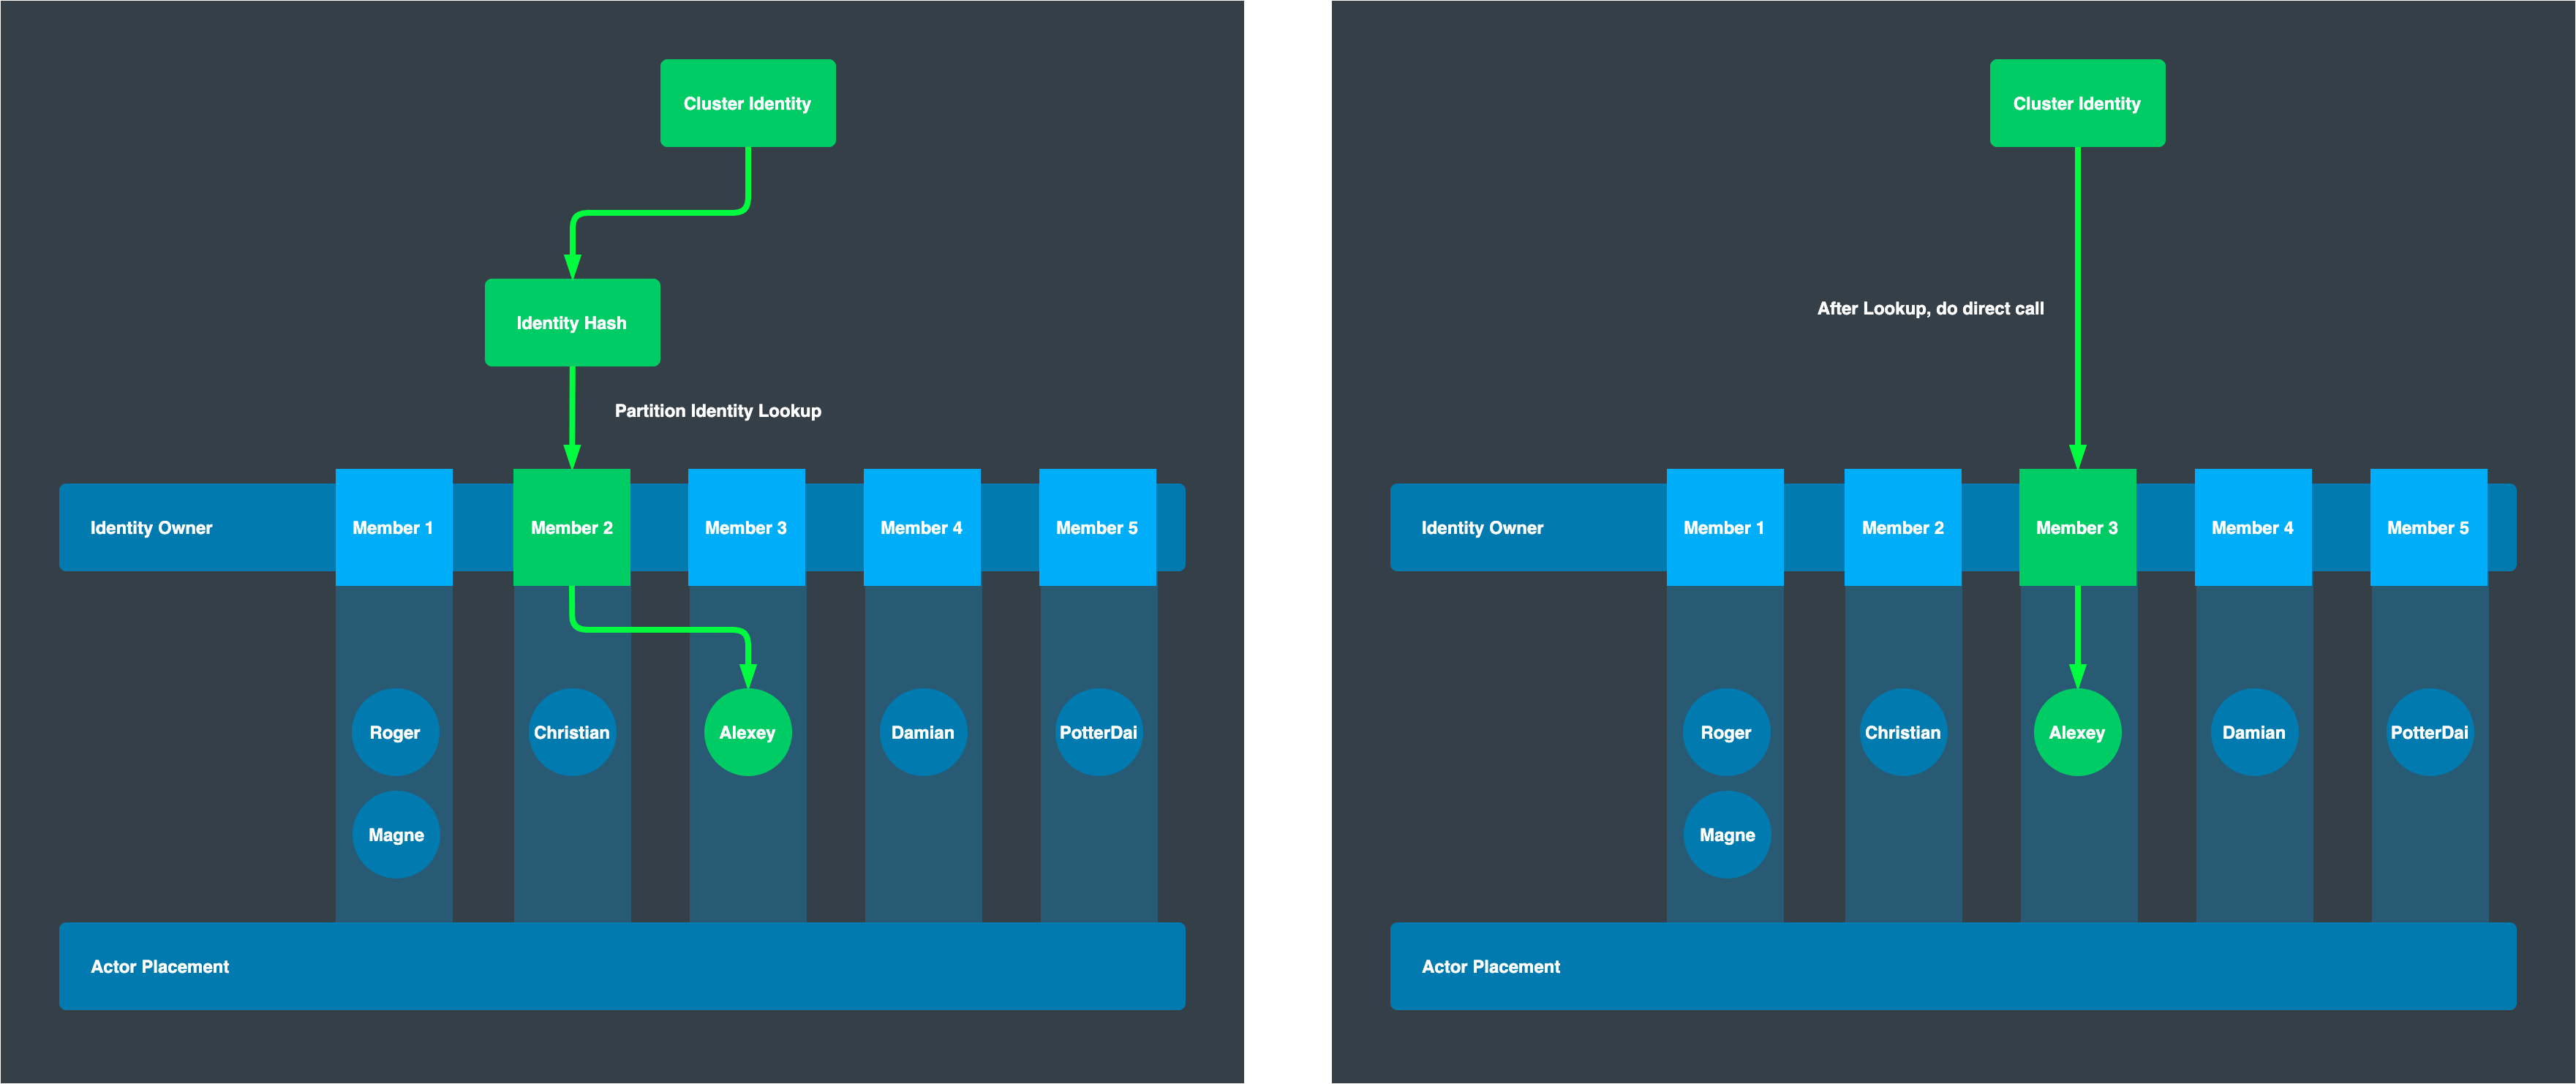 Cluster Identity
Identity Hash
Partition Identity Lookup
Identity Owner
Member 1
Member 2
Member 3
Member 4
Member 5
Roger
Christian
Alexey
Damian
PotterDai
Magne
Actor Placement
Cluster Identity
After Lookup, do direct call
Identity Owner
Member 1
Member 2
Member 3
Member 4
Member 5
Roger
Christian
Alexey
Damian
PotterDai
Magne
Actor Placement